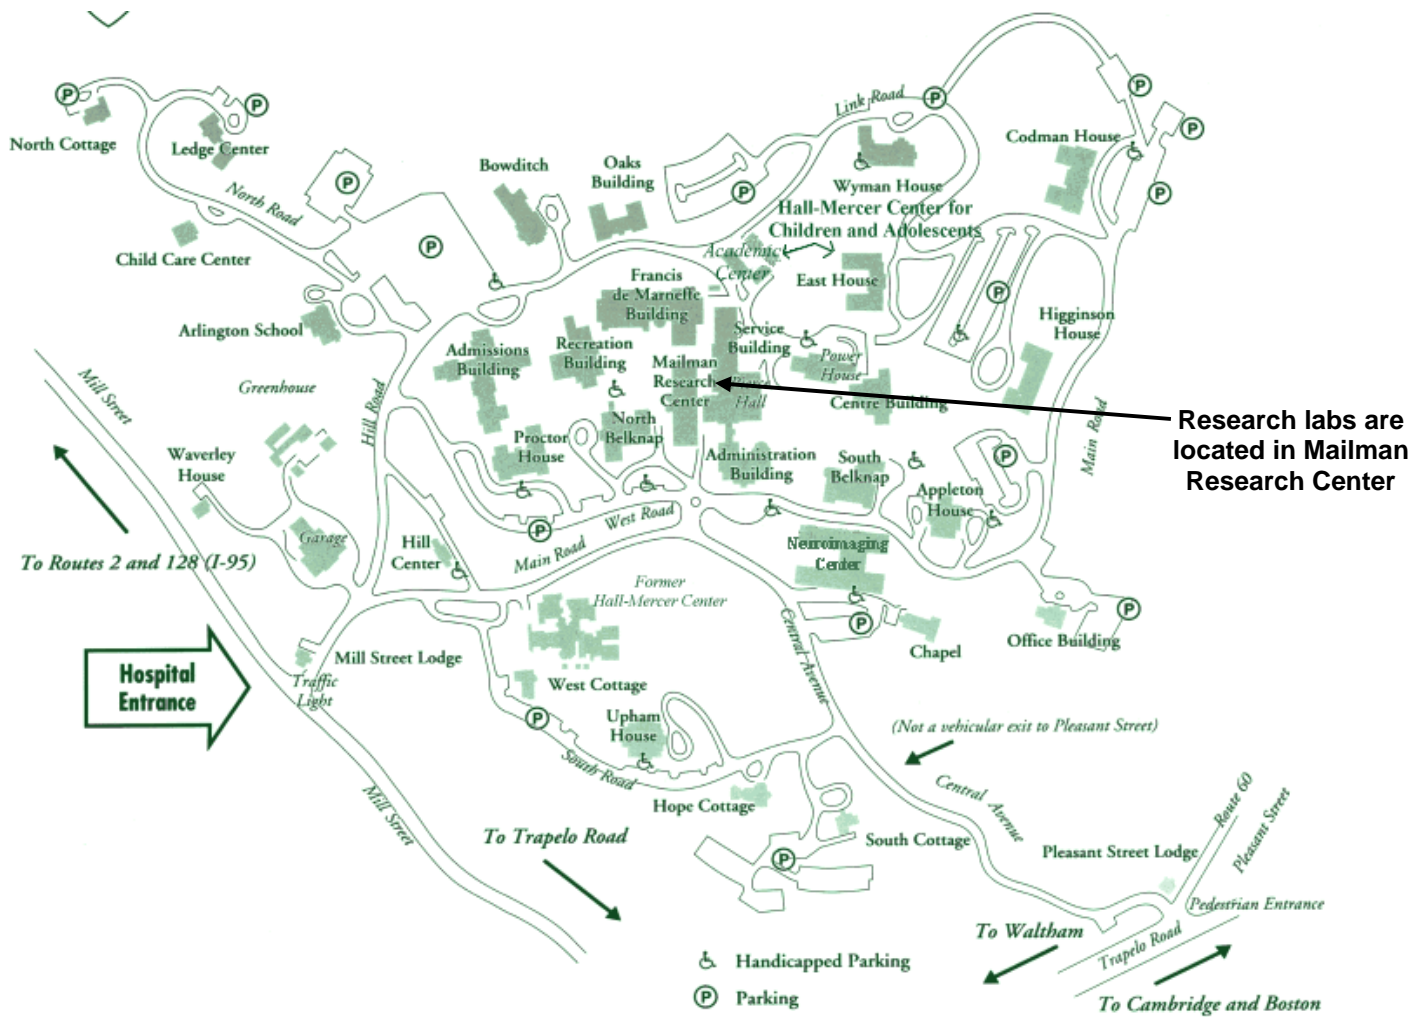 Link Road
P
P
P
North Cottage
Ledge Center
P
Codman House
P
Bowditch
Oaks
Building
P
P
Wyman House
P
North Road
Hall-Mercer Center for
Children and Adolescents
Child Care Center
P
Academic
Center
Francis
de Marneffe
Building
East House
P
Arlington School
Service
Building
Higginson
House
Admissions
Building
Recreation
Building
Mailman
Research
Center
Power
House
Mill Street
Greenhouse
Hall
Centre Building
Research labs are
located in Mailman
Research Center
Hill Road
North
Belknap
Main Road
Waverley
House
Proctor
House
Administration
Building
South
Belknap
P
Appleton
House
West Road
P
To Routes 2 and 128 (I-95)
Garage
Hill
Center
Main Road
Neuroimaging
Center
Former
Hall-Mercer Center
P
P
Central Avenue
Office Building
Chapel
Hospital
Entrance
Mill Street Lodge
Traffic
Light
West Cottage
P
Upham
House
(Not a vehicular exit to Pleasant Street)
South Road
Hope Cottage
Central Avenue
Route 60
Pleasant Street
Mill Street
To Trapelo Road
South Cottage
Pleasant Street Lodge
P
Pedestrian Entrance
To Waltham
Trapelo Road
Handicapped Parking
P Parking
To Cambridge and Boston